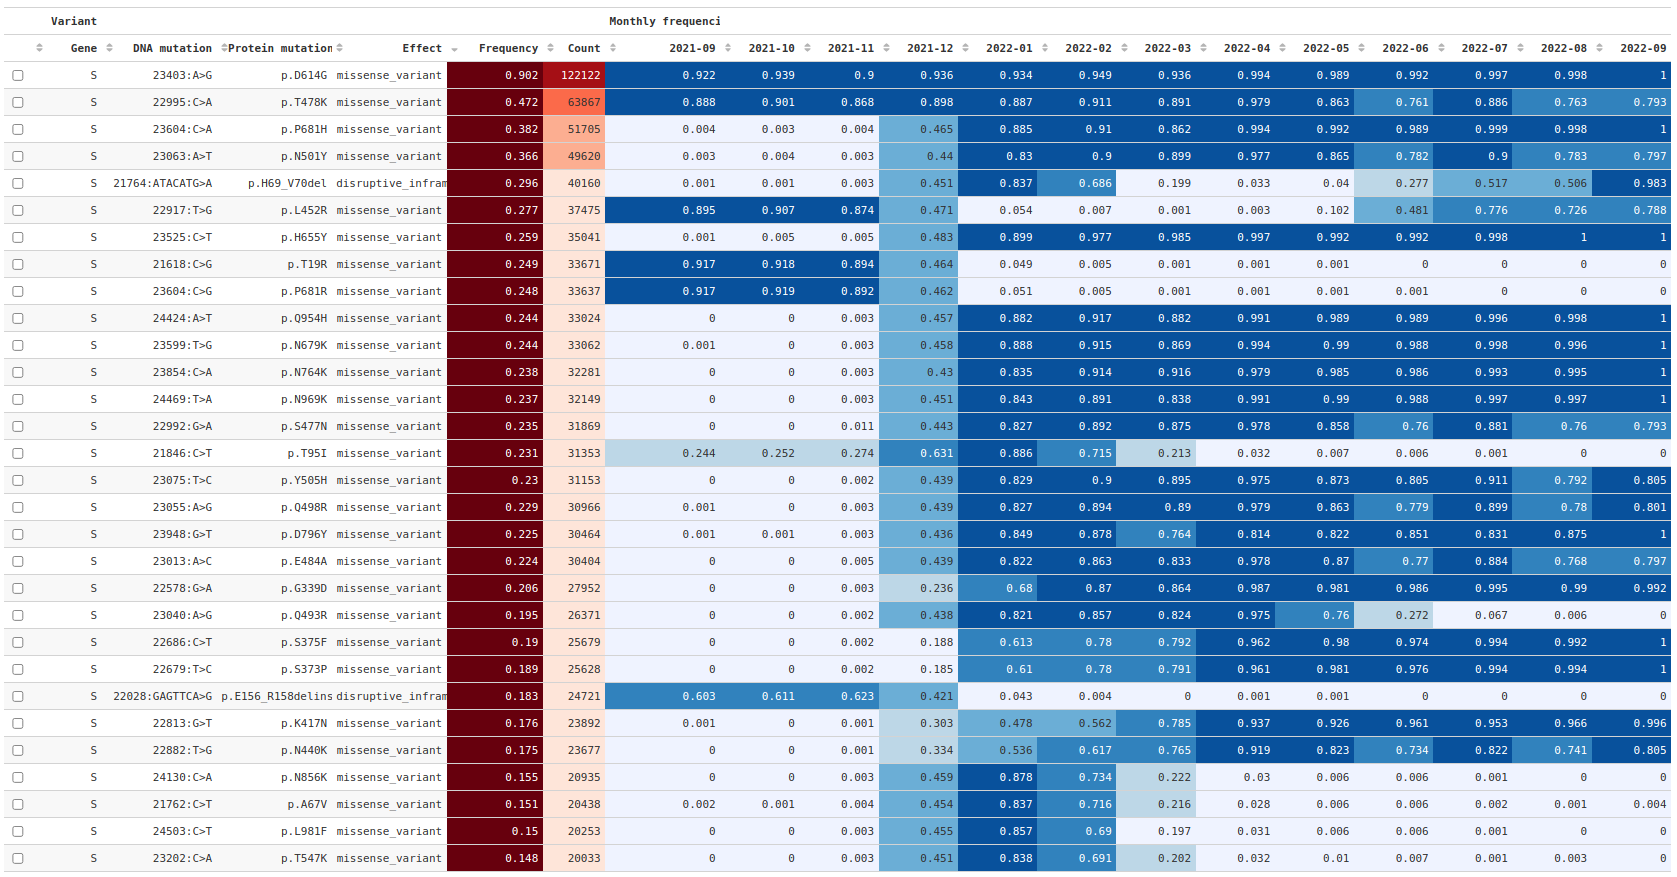 Variant Monthly frequenci
Gene DNA mutation Protein mutation Effect Frequency Count 2021-09 2021-10 2021-11 2021-12 2022-01 2022-02 2022-03 2022-04 2022-05 2022-06 2022-07 2022-08 2022-09
S 23403:A>G p.D614G missense_variant 0.902 122122 0.922 0.939 0.9 0.936 0.934 0.949 0.936 0.994 0.989 0.992 0.997 0.998 1
S 22995:C>A p.T478K missense_variant 0.472 63867 0.888 0.901 0.868 0.898 0.887 0.911 0.891 0.979 0.863 0.761 0.886 0.763 0.793
S 23604:C>A p.P681H missense_variant 0.382 51705 0.004 0.003 0.004 0.465 0.885 0.91 0.862 0.994 0.992 0.989 0.999 0.998 1
S 23063:A>T p.N501Y missense_variant 0.366 49620 0.003 0.004 0.003 0.44 0.83 0.9 0.899 0.977 0.865 0.782 0.9 0.783 0.797
S 21764:ATACATG>A p.H69_V70del disruptive_infram 0.296 40160 0.001 0.001 0.003 0.451 0.837 0.686 0.199 0.033 0.04 0.277 0.517 0.506 0.983
S 22917:T>G p.L452R missense_variant 0.277 37475 0.895 0.907 0.874 0.471 0.054 0.007 0.001 0.003 0.102 0.481 0.776 0.726 0.788
S 23525:C>T p.H655Y missense_variant 0.259 35041 0.001 0.005 0.005 0.483 0.899 0.977 0.985 0.997 0.992 0.992 0.998 1 1
S 21618:C>G p.T19R missense_variant 0.249 33671 0.917 0.918 0.894 0.464 0.049 0.005 0.001 0.001 0.001 0 0 0 0
S 23604:C>G p.P681R missense_variant 0.248 33637 0.917 0.919 0.892 0.462 0.051 0.005 0.001 0.001 0.001 0.001 0 0 0
S 24424:A>T p.Q954H missense_variant 0.244 33024 0 0 0.003 0.457 0.882 0.917 0.882 0.991 0.989 0.989 0.996 0.998 1
S 23599:T>G p.N679K missense_variant 0.244 33062 0.001 0 0.003 0.458 0.888 0.915 0.869 0.994 0.99 0.988 0.998 0.996 1
S 23854:C>A p.N764K missense_variant 0.238 32281 0 0 0.003 0.43 0.835 0.914 0.916 0.979 0.985 0.986 0.993 0.995 1
S 24469:T>A p.N969K missense_variant 0.237 32149 0 0 0.003 0.451 0.843 0.891 0.838 0.991 0.99 0.988 0.997 0.997 1
S 22992:G>A p.S477N missense_variant 0.235 31869 0 0 0.011 0.443 0.827 0.892 0.875 0.978 0.858 0.76 0.881 0.76 0.793
S 21846:C>T p.T95I missense_variant 0.231 31353 0.244 0.252 0.274 0.631 0.886 0.715 0.213 0.032 0.007 0.006 0.001 0 0
S 23075:T>C p.Y505H missense_variant 0.23 31153 0 0 0.002 0.439 0.829 0.9 0.895 0.975 0.873 0.805 0.911 0.792 0.805
S 23055:A>G p.Q498R missense_variant 0.229 30966 0.001 0 0.003 0.439 0.827 0.894 0.89 0.979 0.863 0.779 0.899 0.78 0.801
S 23948:G>T p.D796Y missense_variant 0.225 30464 0.001 0.001 0.003 0.436 0.849 0.878 0.764 0.814 0.822 0.851 0.831 0.875 1
S 23013:A>C p.E484A missense_variant 0.224 30404 0 0 0.005 0.439 0.822 0.863 0.833 0.978 0.87 0.77 0.884 0.768 0.797
S 22578:G>A p.G339D missense_variant 0.206 27952 0 0 0.003 0.236 0.68 0.87 0.864 0.987 0.981 0.986 0.995 0.99 0.992
S 23040:A>G p.Q493R missense_variant 0.195 26371 0 0 0.002 0.438 0.821 0.857 0.824 0.975 0.76 0.272 0.067 0.006 0
S 22686:C>T p.S375F missense_variant 0.19 25679 0 0 0.002 0.188 0.613 0.78 0.792 0.962 0.98 0.974 0.994 0.992 1
S 22679:T>C p.S373P missense_variant 0.189 25628 0 0 0.002 0.185 0.61 0.78 0.791 0.961 0.981 0.976 0.994 0.994 1
S 22028:GAGTTCA>G p.E156_R158delins disruptive_infram 0.183 24721 0.603 0.611 0.623 0.421 0.043 0.004 0 0.001 0.001 0 0 0 0
S 22813:G>T p.K417N missense_variant 0.176 23892 0.001 0 0.001 0.303 0.478 0.562 0.785 0.937 0.926 0.961 0.953 0.966 0.996
S 22882:T>G p.N440K missense_variant 0.175 23677 0 0 0.001 0.334 0.536 0.617 0.765 0.919 0.823 0.734 0.822 0.741 0.805
S 24130:C>A p.N856K missense_variant 0.155 20935 0 0 0.003 0.459 0.878 0.734 0.222 0.03 0.006 0.006 0.001 0 0
S 21762:C>T p.A67V missense_variant 0.151 20438 0.002 0.001 0.004 0.454 0.837 0.716 0.216 0.028 0.006 0.006 0.002 0.001 0.004
S 24503:C>T p.L981F missense_variant 0.15 20253 0 0 0.003 0.455 0.857 0.69 0.197 0.031 0.006 0.006 0.001 0 0
S 23202:C>A p.T547K missense_variant 0.148 20033 0 0 0.003 0.451 0.838 0.691 0.202 0.032 0.01 0.007 0.001 0.003 0